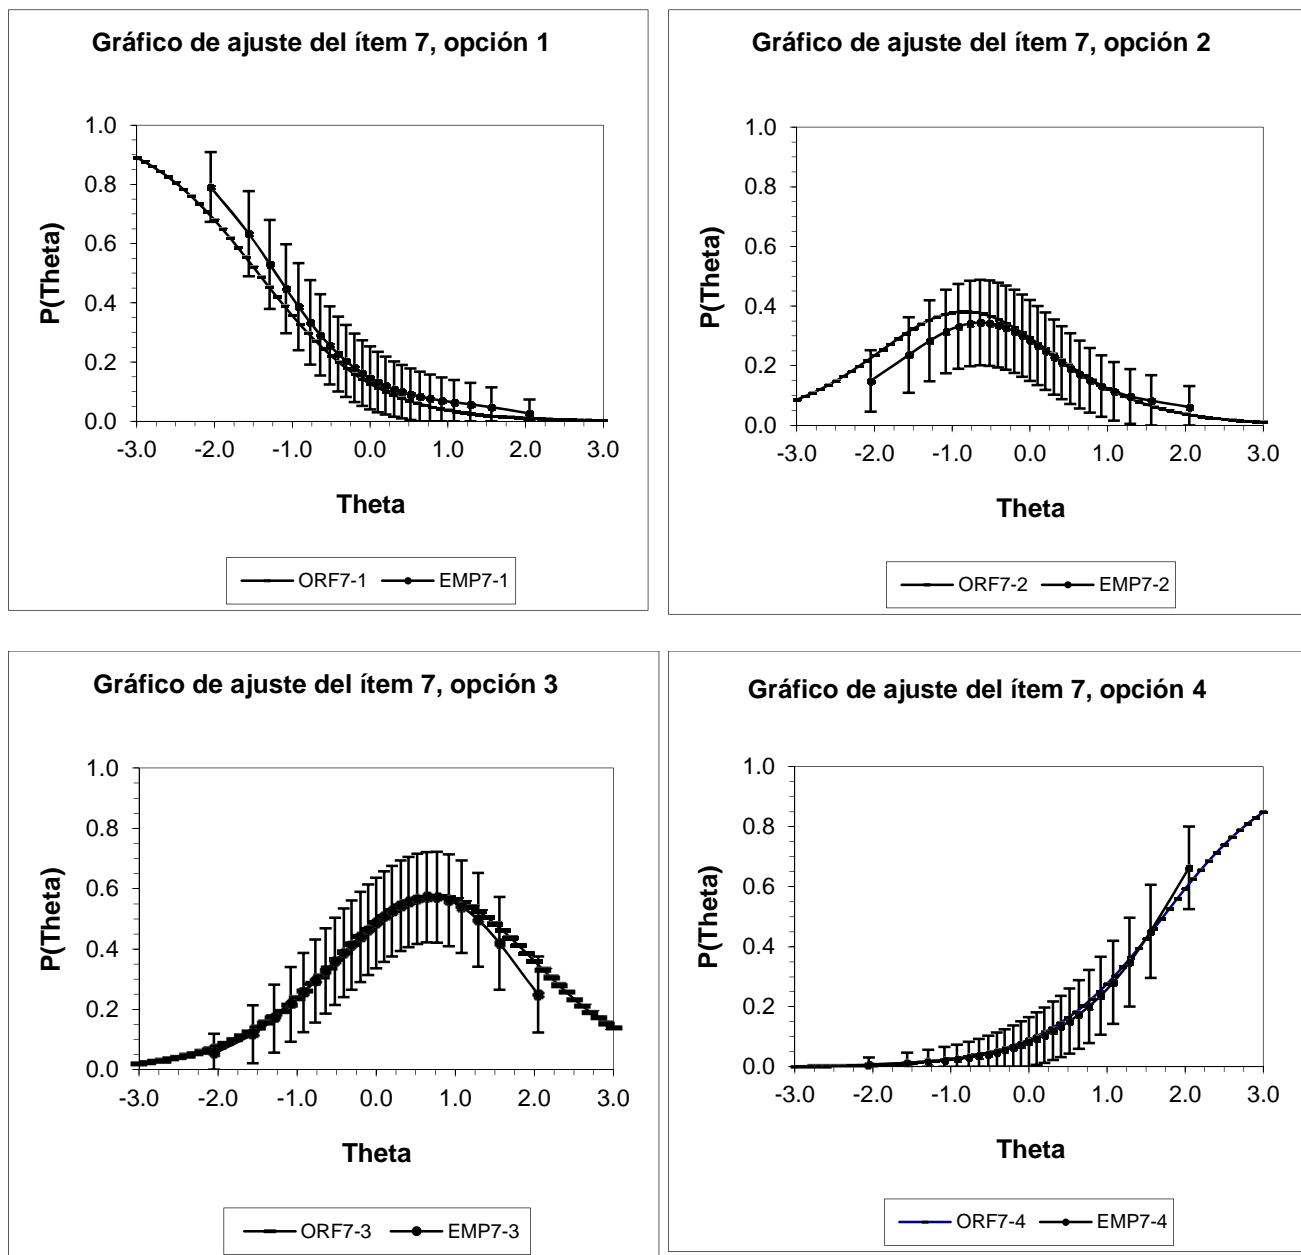 Gráfico de ajuste del ítem 7, opción 1
1.0
0.8
0.6
0.4
0.2
0.0
P(Theta)
-3.0 -2.0 -1.0 0.0 1.0 2.0 3.0
Theta
ORF7-1 EMP7-1
Gráfico de ajuste del ítem 7, opción 2
1.0
0.8
0.6
0.4
0.2
0.0
P(Theta)
-3.0 -2.0 -1.0 0.0 1.0 2.0 3.0
Theta
ORF7-2 EMP7-2
Gráfico de ajuste del ítem 7, opción 3
1.0
0.8
0.6
0.4
0.2
0.0
P(Theta)
-3.0 -2.0 -1.0 0.0 1.0 2.0 3.0
Theta
ORF7-3 EMP7-3
Gráfico de ajuste del ítem 7, opción 4
1.0
0.8
0.6
0.4
0.2
0.0
P(Theta)
-3.0 -2.0 -1.0 0.0 1.0 2.0 3.0
Theta
ORF7-4 EMP7-4